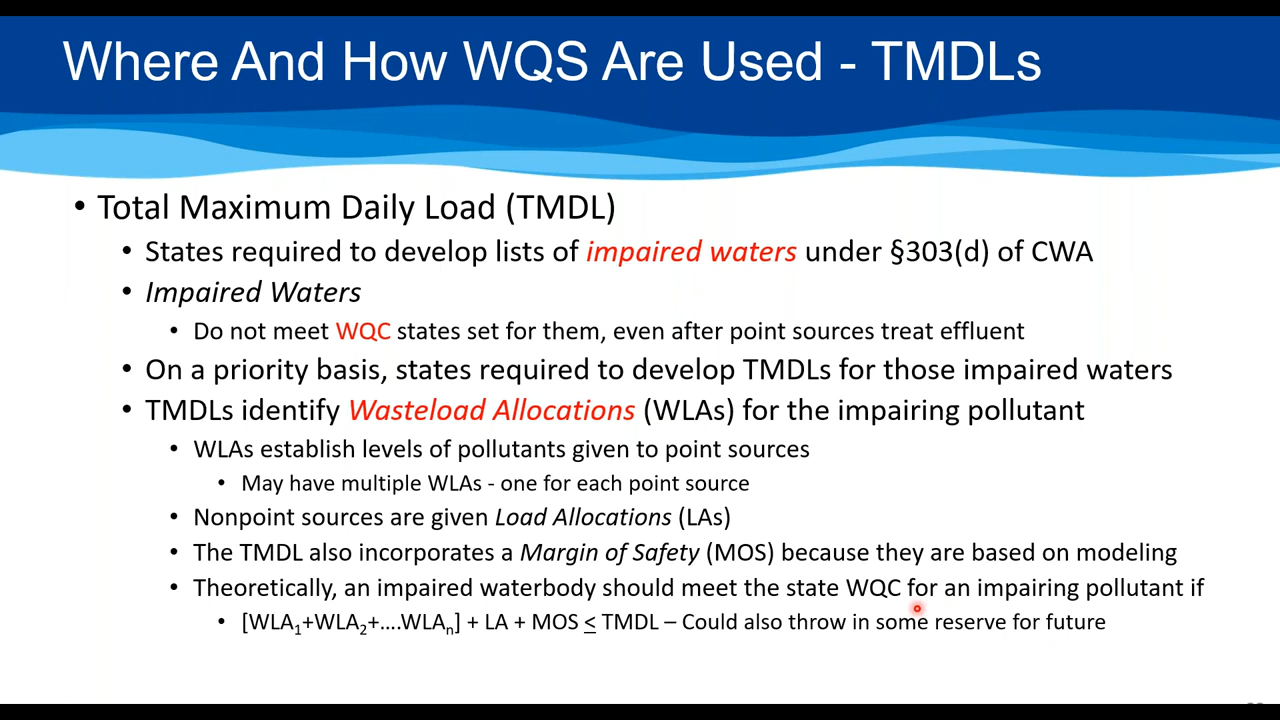 Where And How WQS Are Used - TMDLs
• Total Maximum Daily Load (TMDL)
• States required to develop lists of impaired waters under §303(d) of CWA
• Impaired Waters
• Do not meet WQC states set for them, even after point sources treat effluent
• On a priority basis, states required to develop TMDLs for those impaired waters
• TMDLs identify Wasteload Allocations (WLAs) for the impairing pollutant
• WLAs establish levels of pollutants given to point sources
• May have multiple WLAs - one for each point source
• Nonpoint sources are given Load Allocations (LAs)
• The TMDL also incorporates a Margin of Safety (MOS) because they are based on modeling
• Theoretically, an impaired waterbody should meet the state WQC for an impairing pollutant if
• [WLA₁+WLA₂+….WLAₙ] + LA + MOS ≤ TMDL – Could also throw in some reserve for future